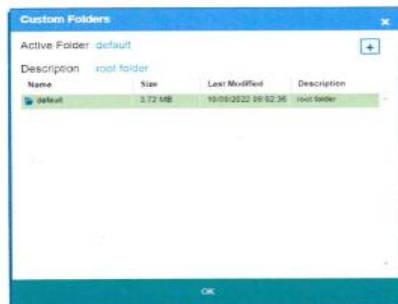 Custom Folders ×
Active Folder default +
Description root folder
Name Size Last Modified Description
default 3.72 MB 10/09/2022 09:02:36 root folder
OK